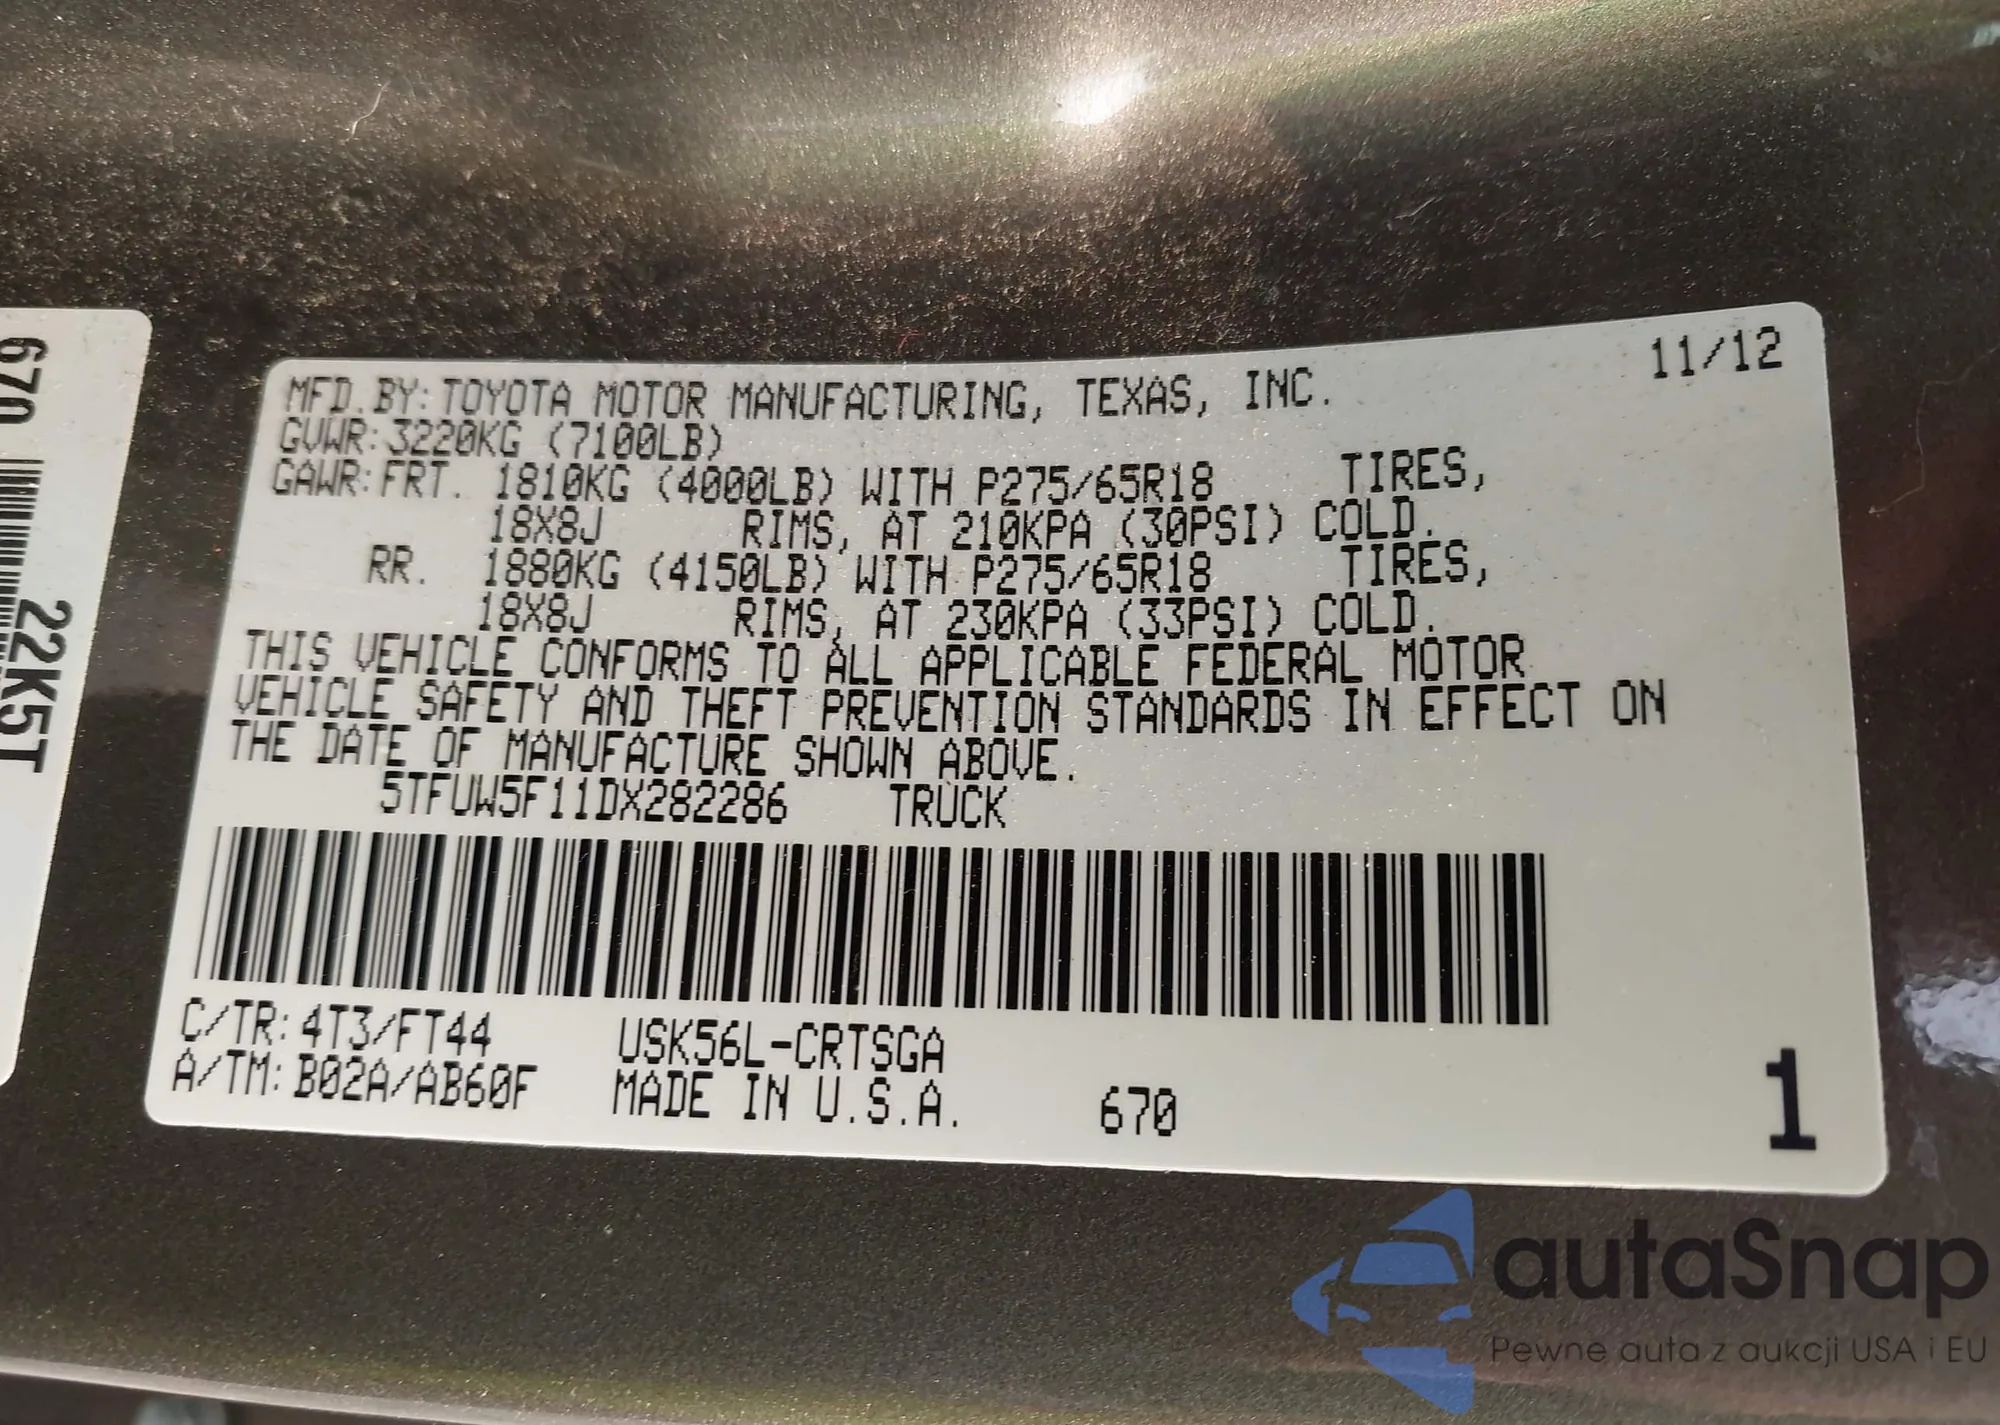 670
22K5T
11/12
MFD.BY:TOYOTA MOTOR MANUFACTURING, TEXAS, INC.
GVWR:3220KG (7100LB)
GAWR:FRT. 1810KG (4000LB) WITH P275/65R18 TIRES,
18X8J RIMS, AT 210KPA (30PSI) COLD.
RR. 1880KG (4150LB) WITH P275/65R18 TIRES,
18X8J RIMS, AT 230KPA (33PSI) COLD.
THIS VEHICLE CONFORMS TO ALL APPLICABLE FEDERAL MOTOR
VEHICLE SAFETY AND THEFT PREVENTION STANDARDS IN EFFECT ON
THE DATE OF MANUFACTURE SHOWN ABOVE.
5TFUW5F11DX282286 TRUCK
C/TR:4T3/FT44 USK56L-CRTSGA
A/TM:B02A/AB60F MADE IN U.S.A. 670
1
autaSnap
Pewne auta z aukcji USA i EU